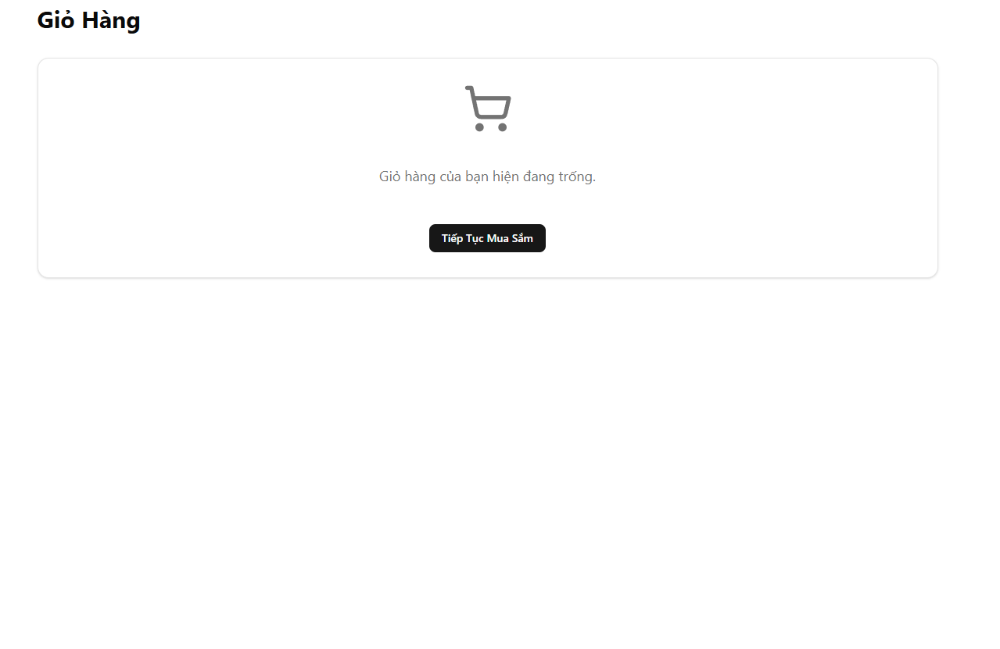 Giỏ Hàng
Giỏ hàng của bạn hiện đang trống.
Tiếp Tục Mua Sắm